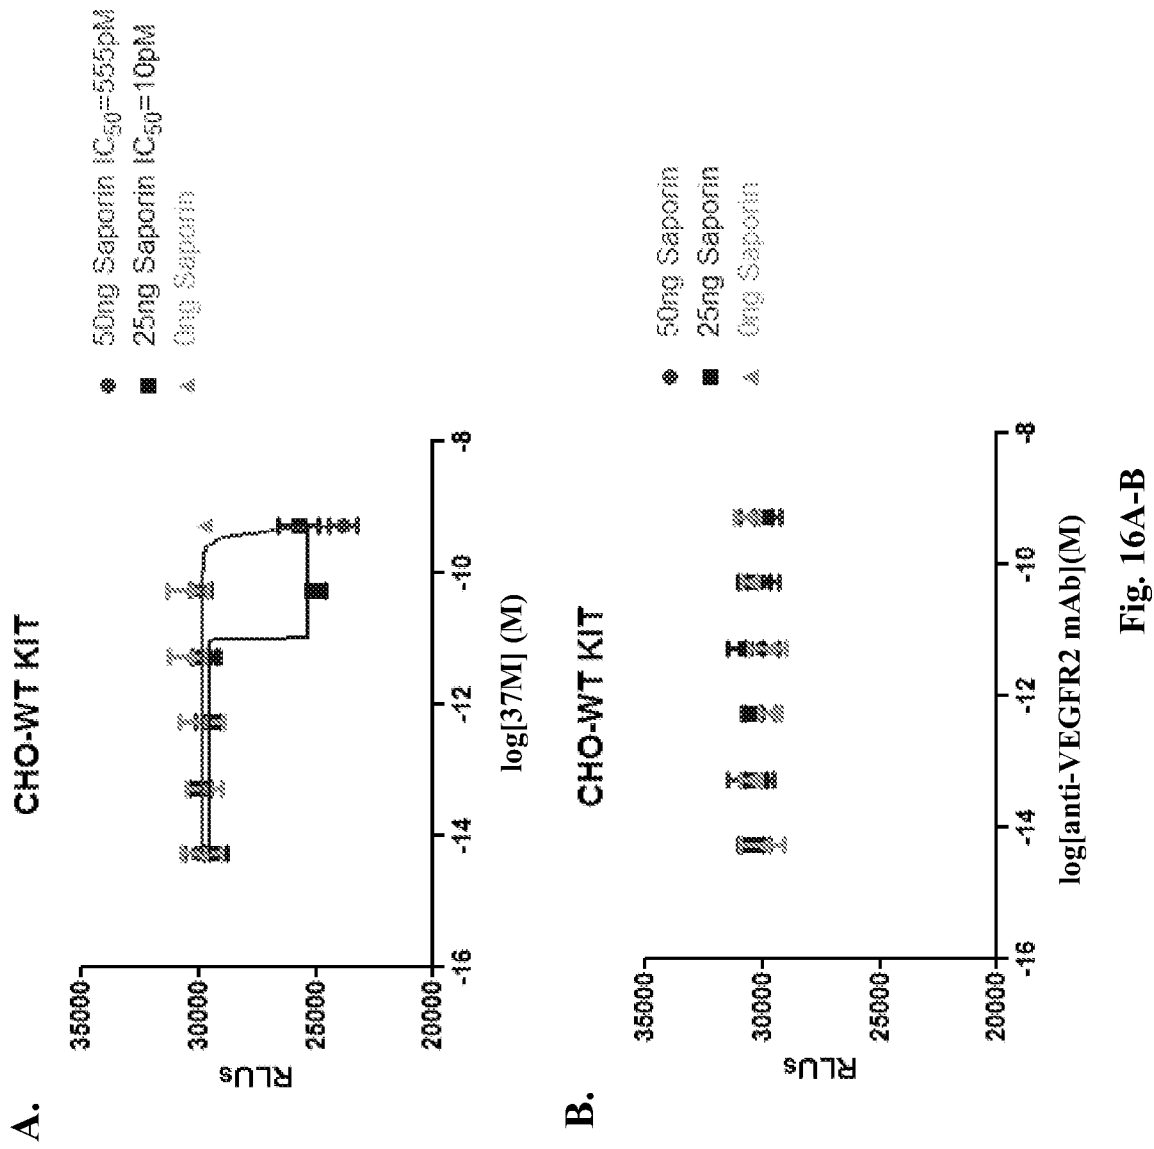 A.
CHO-WT KIT
RLUs
35000
30000
25000
20000
-16
-14
-12
-10
-8
log[37M] (M)
50ng Saporin IC50=555pM
25ng Saporin IC50=10pM
0ng Saporin
B.
CHO-WT KIT
RLUs
35000
30000
25000
20000
-16
-14
-12
-10
-8
log[anti-VEGFR2 mAb](M)
50ng Saporin
25ng Saporin
0ng Saporin
Fig. 16A-B